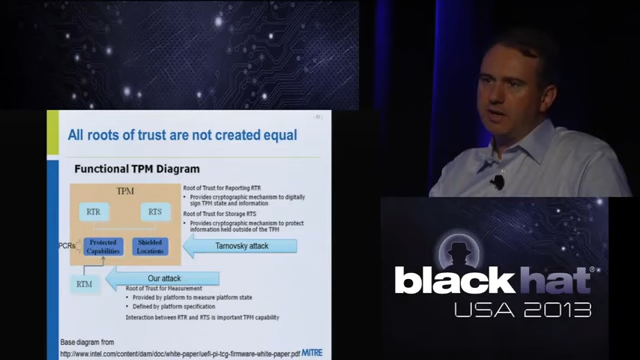 All roots of trust are not created equal
Functional TPM Diagram
TPM
RTR
RTS
PCRs
Protected
Capabilities
Shielded
Locations
RTM
Root of Trust for Reporting RTR
• Provides cryptographic mechanism to digitally
sign TPM state and information
Root of Trust for Storage RTS
• Provides cryptographic mechanism to protect
information held outside of the TPM
Tarnovsky attack
Our attack
Root of Trust for Measurement
• Provided by platform to measure platform state
• Defined by platform specification
Interaction between RTR and RTS is important TPM capability
Base diagram from
http://www.intel.com/content/dam/doc/white-paper/uefi-pi-tcg-firmware-white-paper.pdf
MITRE
black hat®
USA 2013